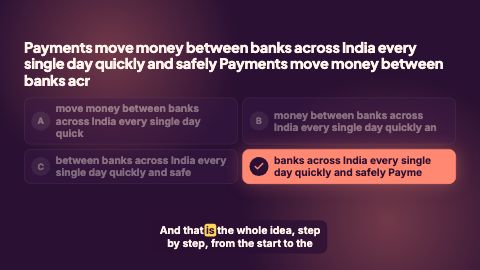 Payments move money between banks across India every
single day quickly and safely Payments move money between
banks acr
A
move money between banks
across India every single day
quick
B
money between banks across
India every single day quickly an
C
between banks across India every
single day quickly and safe
banks across India every single
day quickly and safely Payme
And that is the whole idea, step
by step, from the start to the